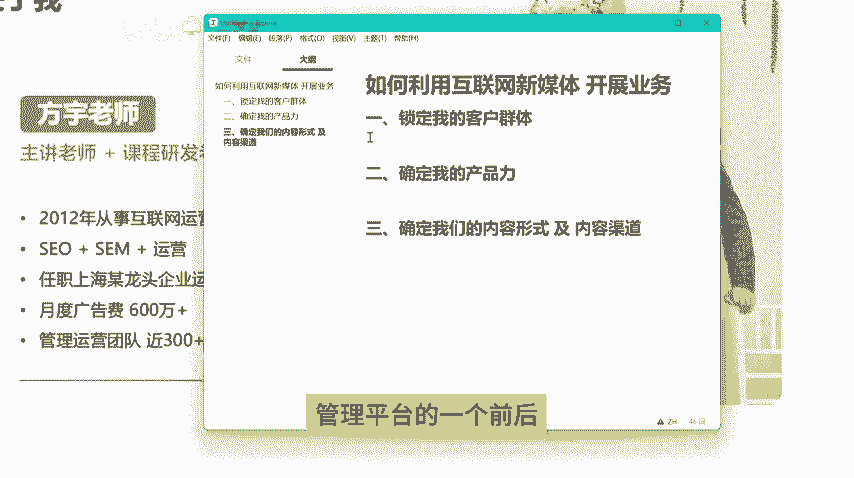 方宇老师
主讲老师 + 课程研发
• 2012年从事互联网运营
• SEO + SEM + 运营
• 任职上海某龙头企业运
• 月度广告费 600万+
• 管理运营团队 近300+
文件(F) 编辑(E) 段落(P) 格式(O) 视图(V) 主题(T) 帮助(H)
文件 大纲
如何利用互联网新媒体 开展业务
一、锁定我的客户群体
二、确定我的产品力
三、确定我们的内容形式 及
内容渠道
如何利用互联网新媒体 开展业务
一、锁定我的客户群体
二、确定我的产品力
三、确定我们的内容形式 及 内容渠道
ZH 46 词
管理平台的一个前后